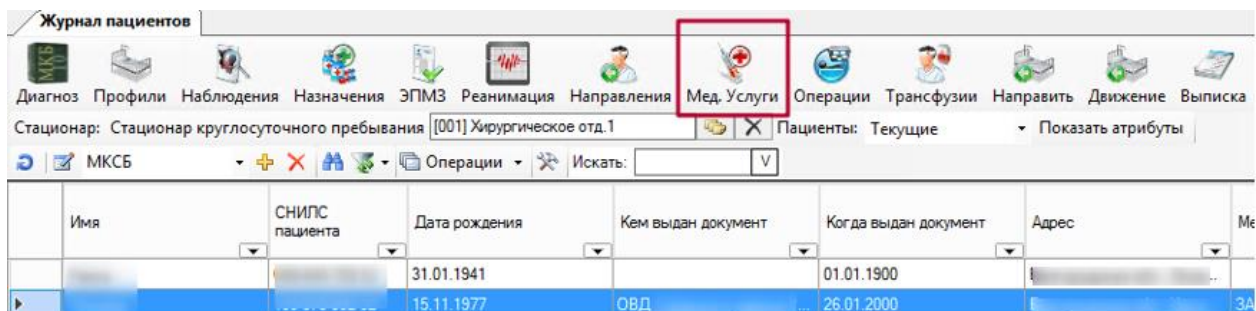 Журнал пациентов
МКБ 10
Диагноз Профили Наблюдения Назначения ЭПМЗ Реанимация Направления Мед. Услуги Операции Трансфузии Направить Движение Выписка
Стационар: Стационар круглосуточного пребывания [001] Хирургическое отд.1 Пациенты: Текущие Показать атрибуты
МКСБ Операции Искать: V
Имя СНИЛС пациента Дата рождения Кем выдан документ Когда выдан документ Адрес Ме
31.01.1941 01.01.1900
15.11.1977 ОВД ... 26.01.2000 ЗА